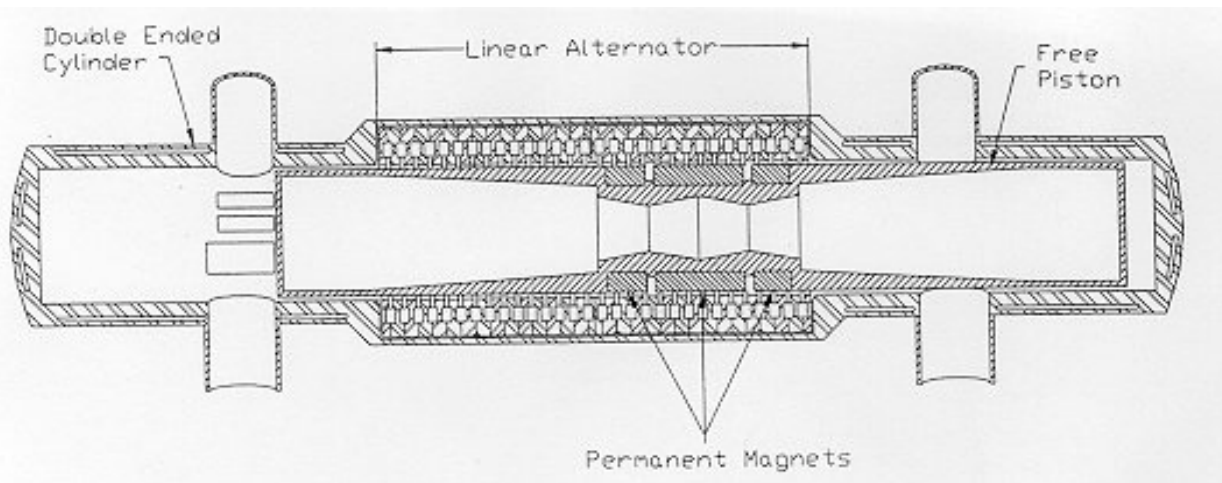 Double Ended
Cylinder
Linear Alternator
Free
Piston
Permanent Magnets